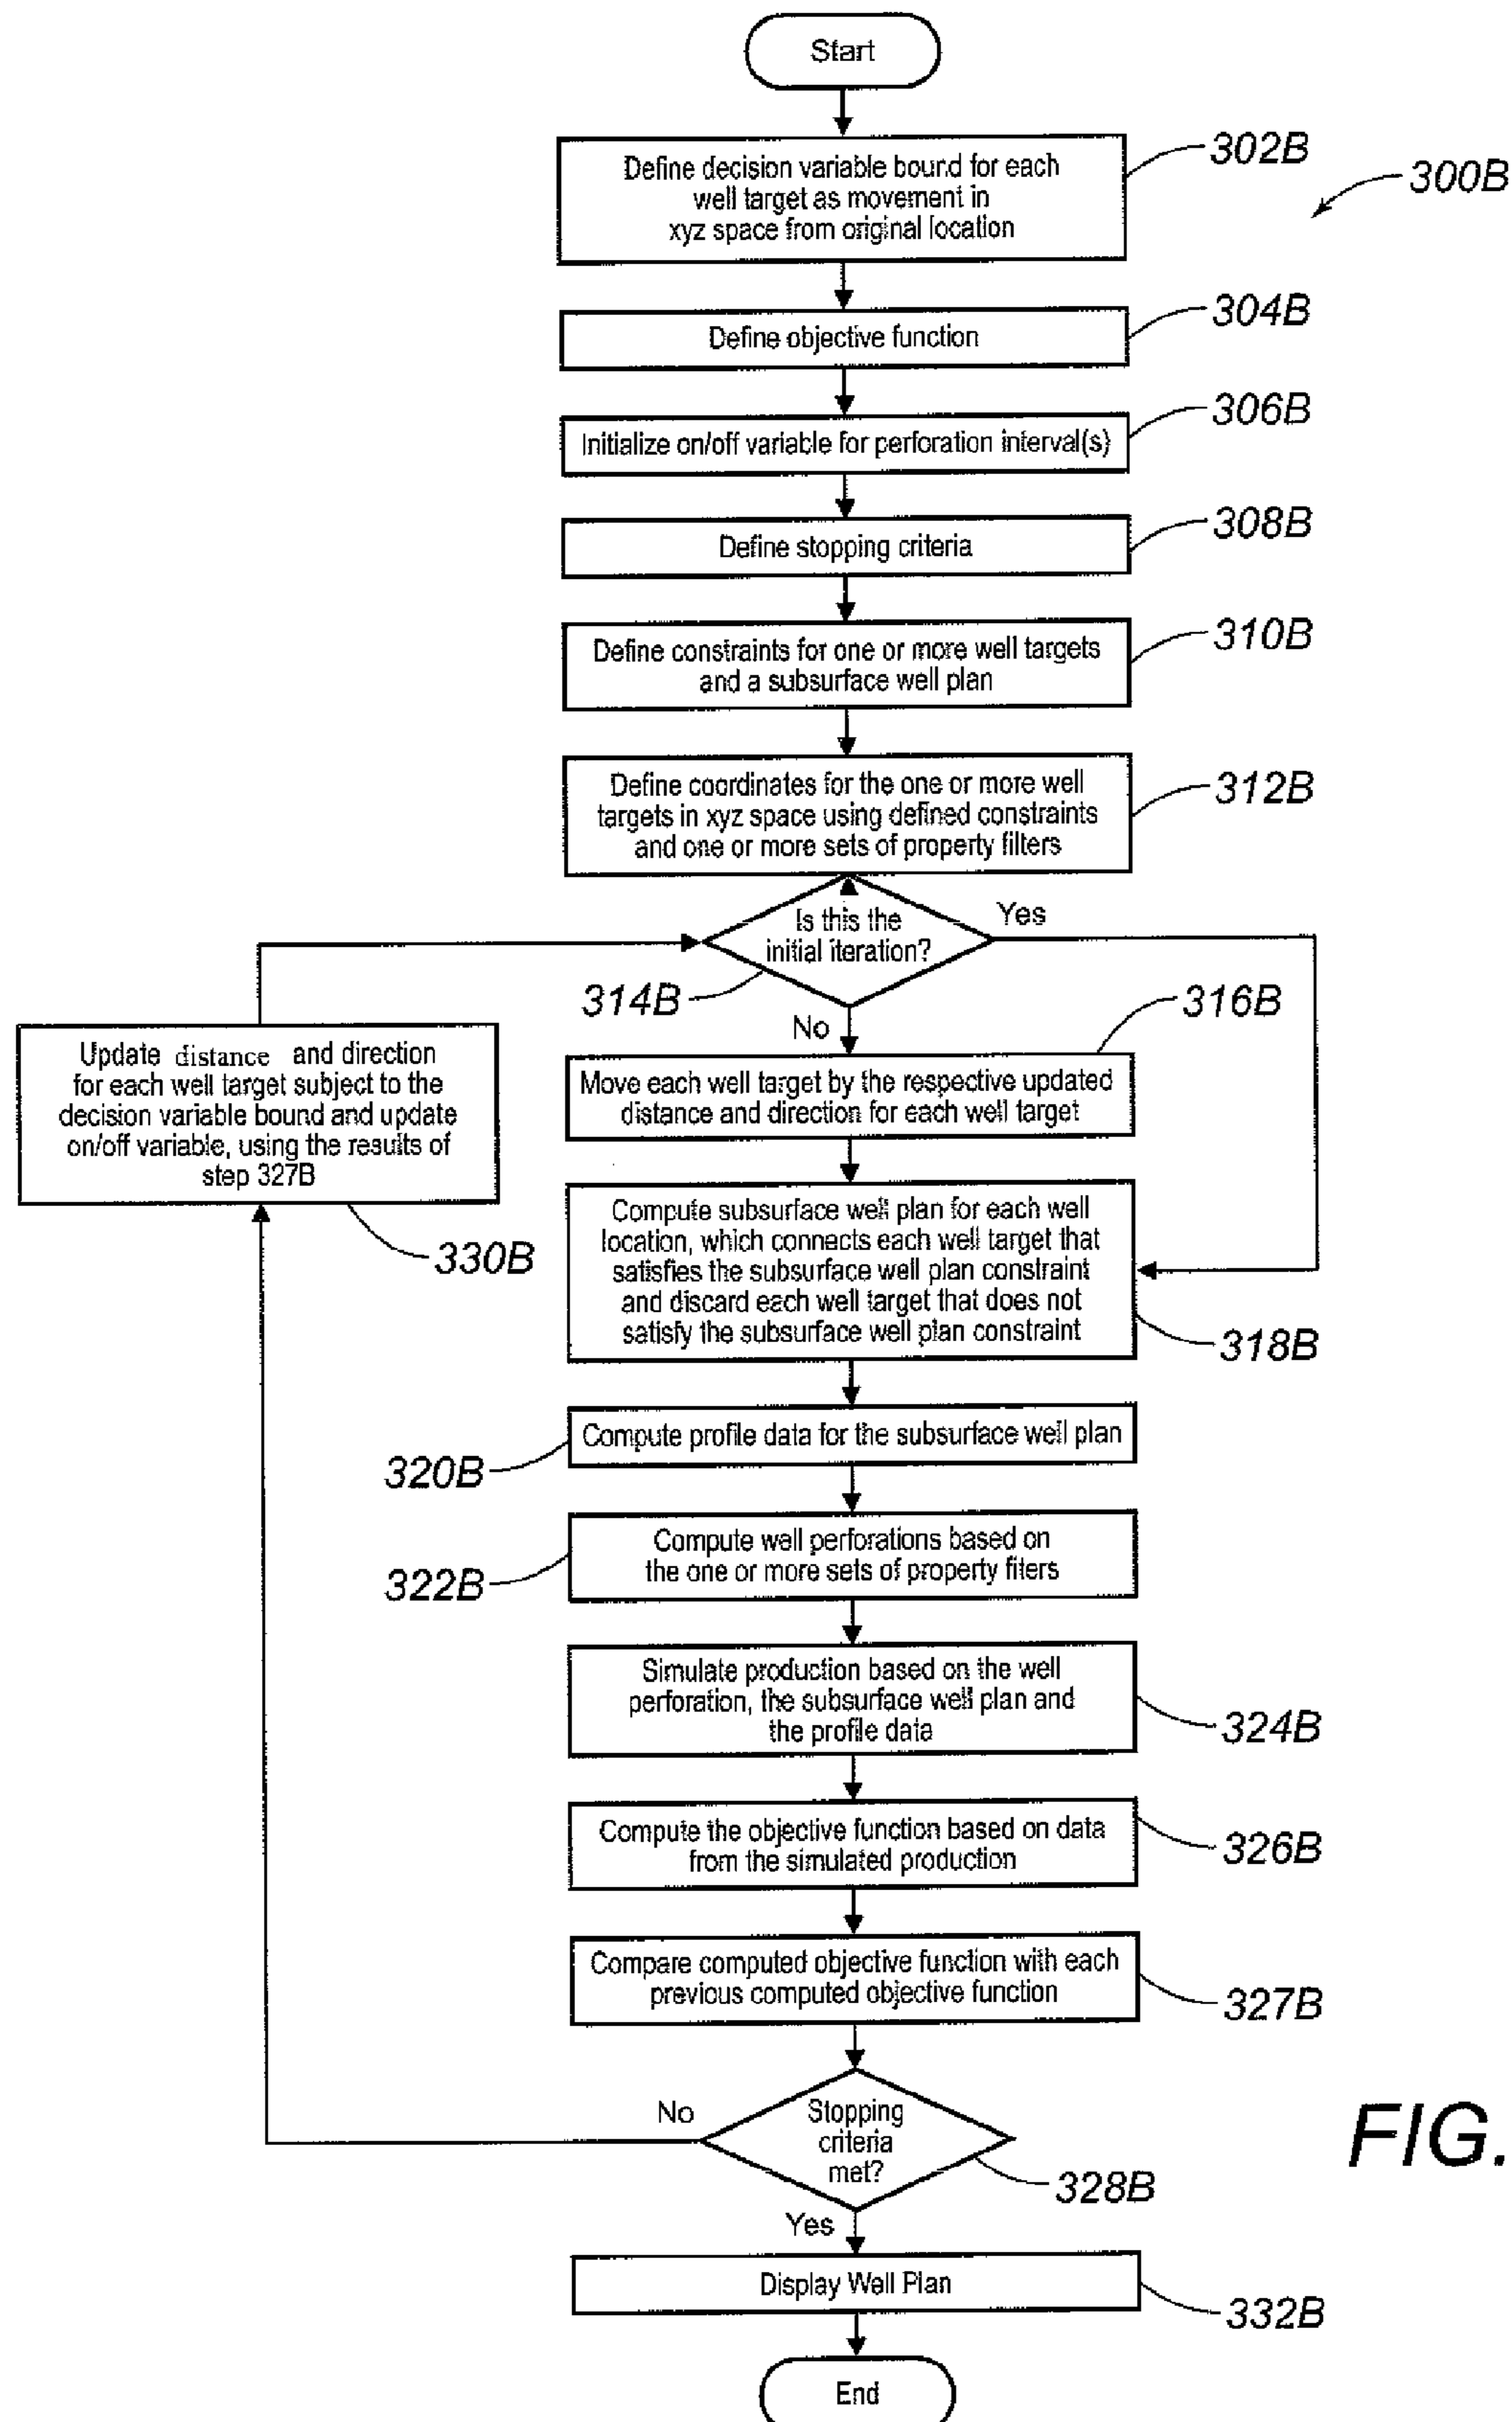 Start
Define decision variable bound for each
well target as movement in
xyz space from original location
302B
300B
Define objective function
304B
Initialize on/off variable for perforation interval(s)
306B
Define stopping criteria
308B
Define constraints for one or more well targets
and a subsurface well plan
310B
Define coordinates for the one or more well
targets in xyz space using defined constraints
and one or more sets of property filters
312B
Is this the
initial iteration?
Yes
314B
No
316B
Move each well target by the respective updated
distance and direction for each well target
Update distance and direction
for each well target subject to the
decision variable bound and update
on/off variable, using the results of
step 327B
330B
Compute subsurface well plan for each well
location, which connects each well target that
satisfies the subsurface well plan constraint
and discard each well target that does not
satisfy the subsurface well plan constraint
318B
Compute profile data for the subsurface well plan
320B
Compute well perforations based on
the one or more sets of property fiters
322B
Simulate production based on the well
perforation, the subsurface well plan and
the profile data
324B
Compute the objective function based on data
from the simulated production
326B
Compare computed objective function with each
previous computed objective function
327B
Stopping
criteria
met?
No
328B
Yes
Display Well Plan
332B
End
FIG.